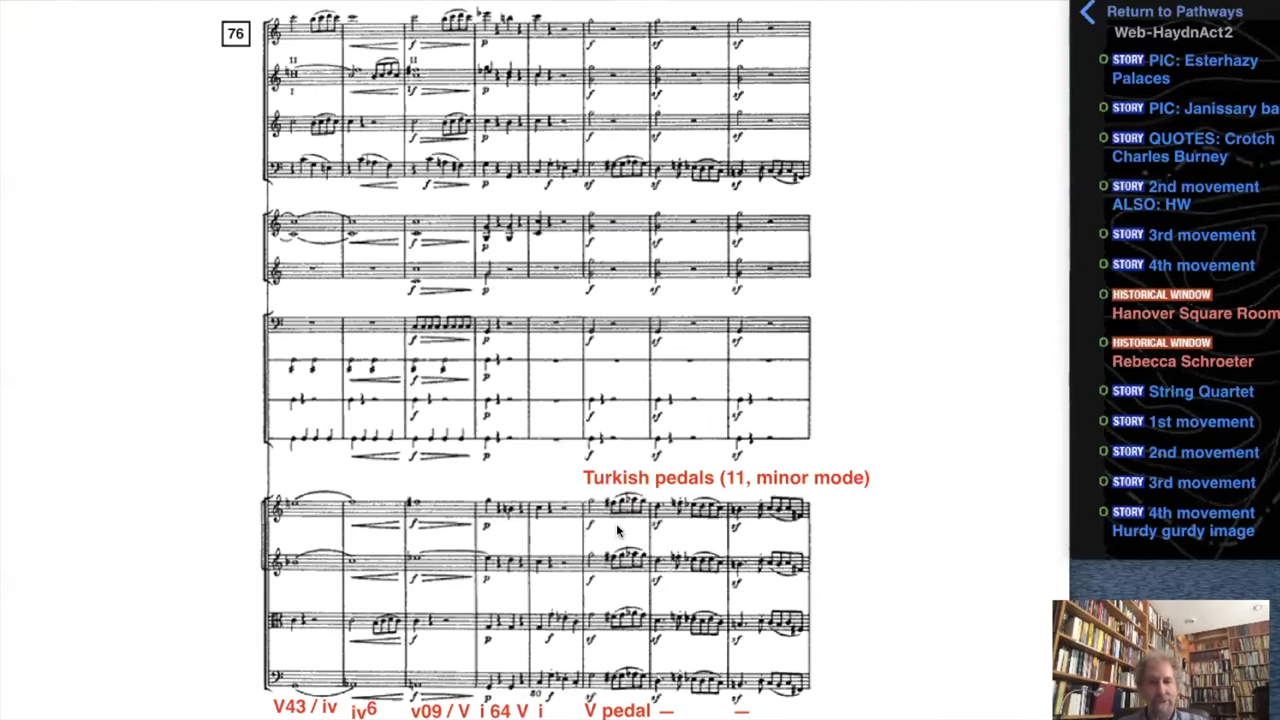 76
Turkish pedals (11, minor mode)
80
V43 / iv iv6 v09 / V i 64 V i V pedal — —
Return to Pathways
Web-HaydnAct2
STORY PIC: Esterhazy
Palaces
STORY PIC: Janissary ba
STORY QUOTES: Crotch
Charles Burney
STORY 2nd movement
ALSO: HW
STORY 3rd movement
STORY 4th movement
HISTORICAL WINDOW
Hanover Square Room
HISTORICAL WINDOW
Rebecca Schroeter
STORY String Quartet
STORY 1st movement
STORY 2nd movement
STORY 3rd movement
STORY 4th movement
Hurdy gurdy image